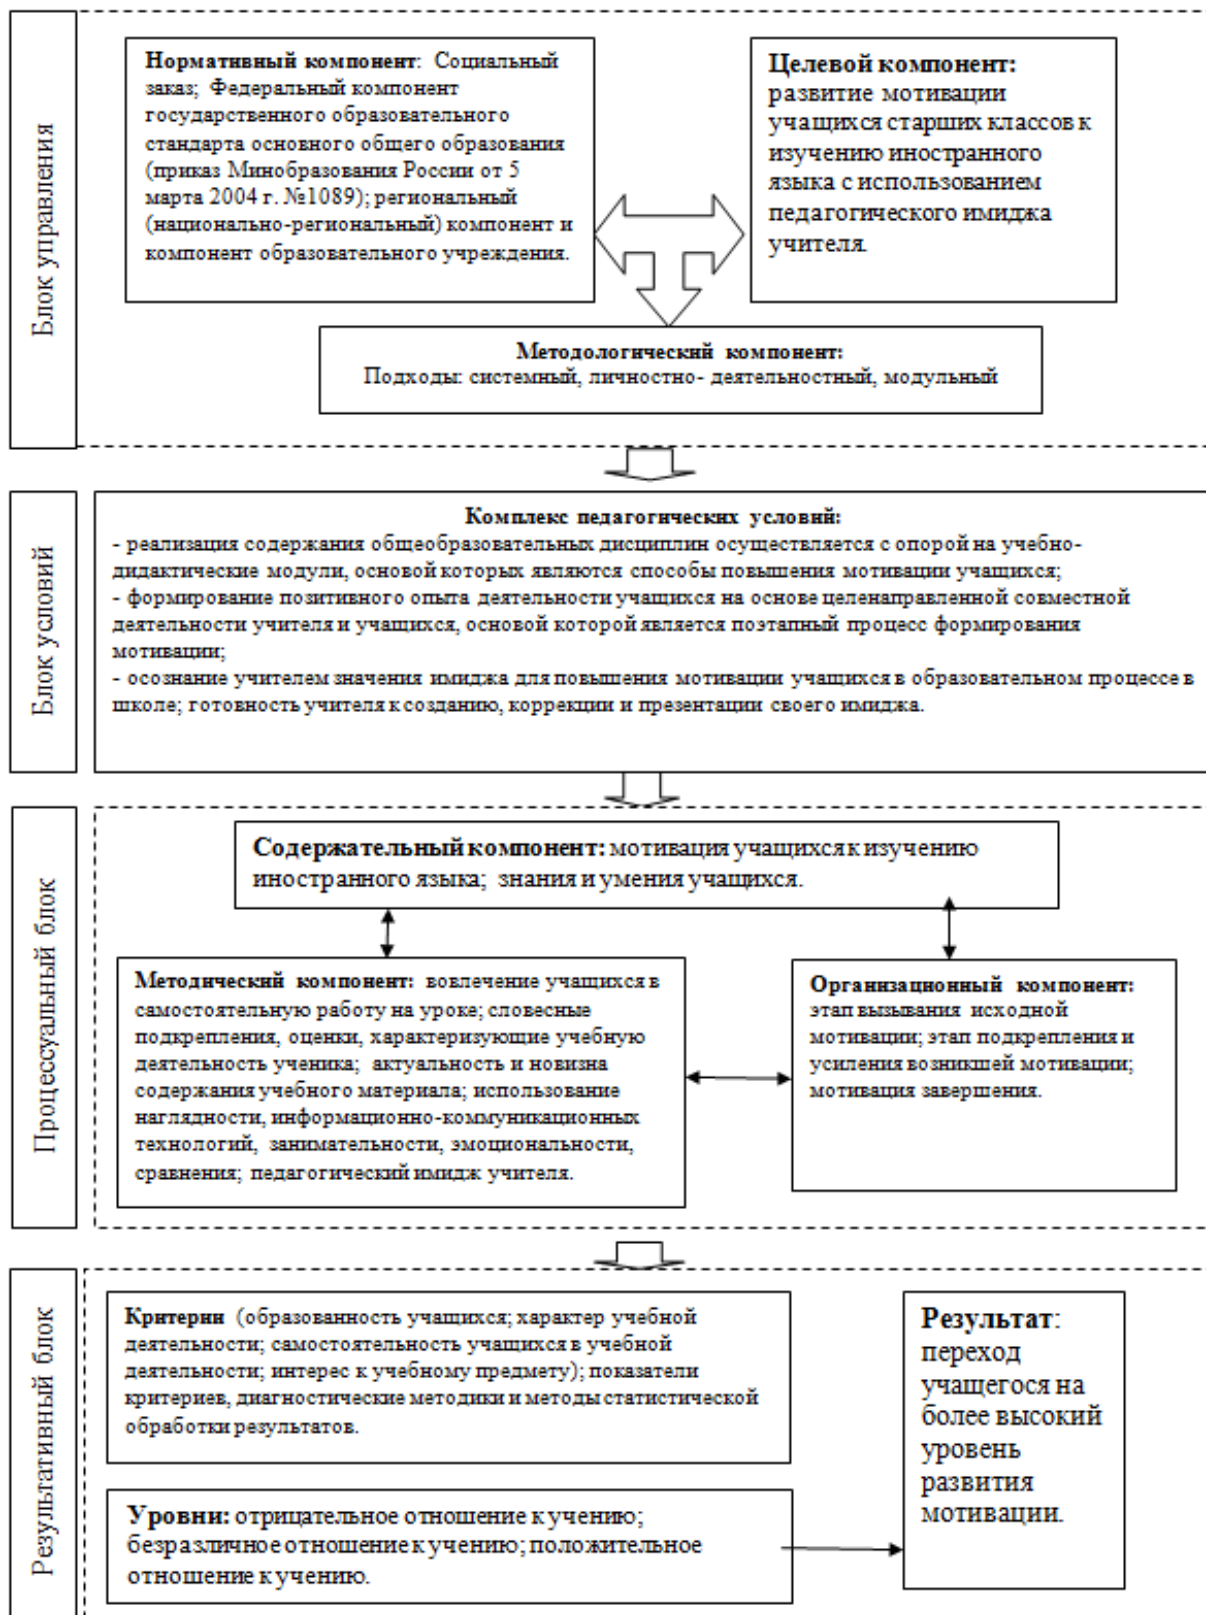 Блок управления
Нормативный компонент: Социальный
заказ; Федеральный компонент
государственного образовательного
стандарта основного общего образования
(приказ Минобразования России от 5
марта 2004 г. №1089); региональный
(национально-региональный) компонент и
компонент образовательного учреждения.
Целевой компонент:
развитие мотивации
учащихся старших классов к
изучению иностранного
языка с использованием
педагогического имиджа
учителя.
Методологический компонент:
Подходы: системный, личностно- деятельностный, модульный
Блок условий
Комплекс педагогических условий:
- реализация содержания общеобразовательных дисциплин осуществляется с опорой на учебно-
дидактические модули, основой которых являются способы повышения мотивации учащихся;
- формирование позитивного опыта деятельности учащихся на основе целенаправленной совместной
деятельности учителя и учащихся, основой которой является поэтапный процесс формирования
мотивации;
- осознание учителем значения имиджа для повышения мотивации учащихся в образовательном процессе в
школе; готовность учителя к созданию, коррекции и презентации своего имиджа.
Процессуальный блок
Содержательный компонент: мотивация учащихся к изучению
иностранного языка; знания и умения учащихся.
Методический компонент: вовлечение учащихся в
самостоятельную работу на уроке; словесные
подкрепления, оценки, характеризующие учебную
деятельность ученика; актуальность и новизна
содержания учебного материала; использование
наглядности, информационно-коммуникационных
технологий, занимательности, эмоциональности,
сравнения; педагогический имидж учителя.
Организационный компонент:
этап вызывания исходной
мотивации; этап подкрепления и
усиления возникшей мотивации;
мотивация завершения.
Результативный блок
Критерии (образованность учащихся; характер учебной
деятельности; самостоятельность учащихся в учебной
деятельности; интерес к учебному предмету); показатели
критериев, диагностические методики и методы статистической
обработки результатов.
Результат:
переход
учащегося на
более высокий
уровень
развития
мотивации.
Уровни: отрицательное отношение к учению;
безразличное отношение к учению; положительное
отношение к учению.